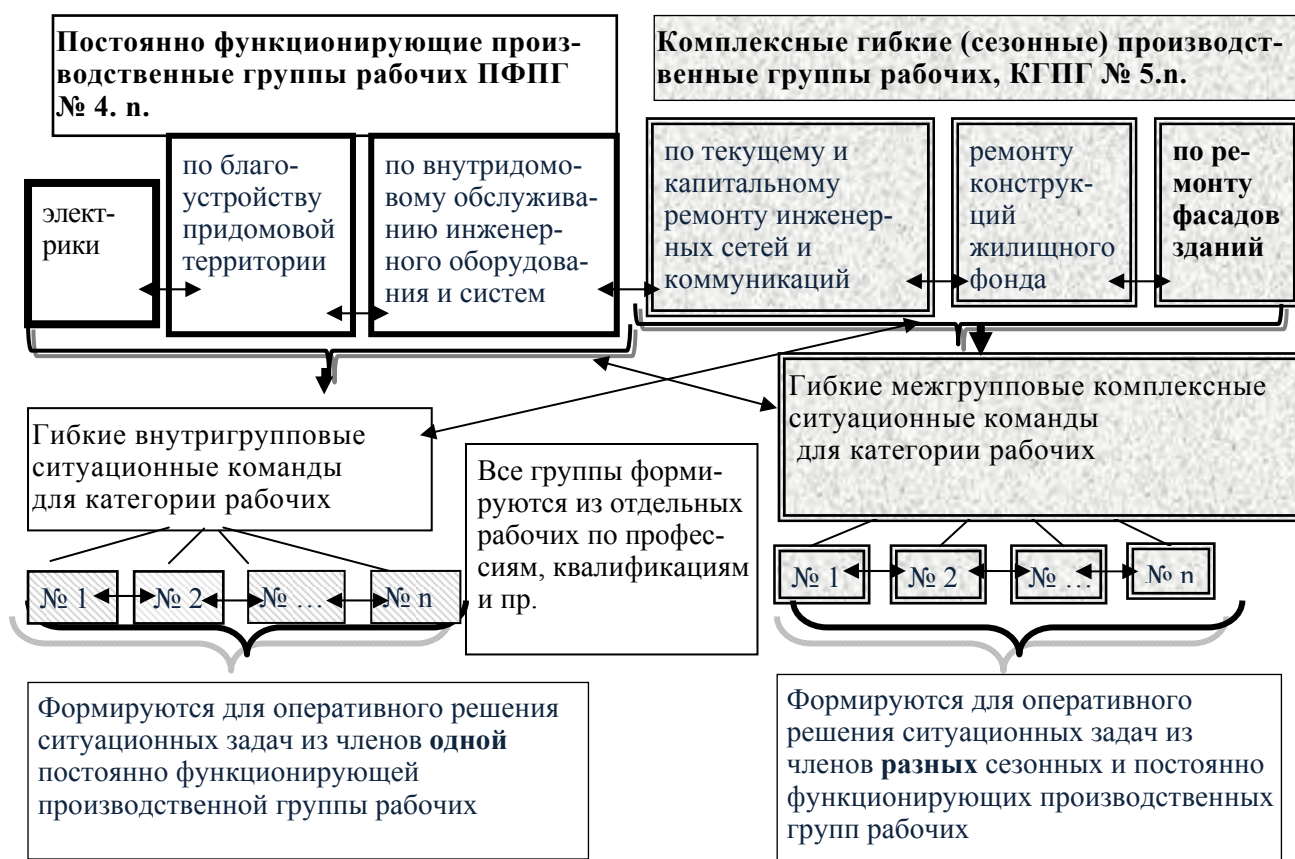 Постоянно функционирующие произ-
водственные группы рабочих ПФПГ
№ 4. n.
Комплексные гибкие (сезонные) производст-
венные группы рабочих, КГПГ № 5.n.
элект-
рики
по благо-
устройству
придомовой
территории
по внутридомо-
вому обслужива-
нию инженер-
ного оборудова-
ния и систем
по текущему и
капитальному
ремонту инженер-
ных сетей и
коммуникаций
ремонту
конструк-
ций
жилищного
фонда
по ре-
монту
фасадов
зданий
Гибкие внутригрупповые
ситуационные команды
для категории рабочих
Все группы форми-
руются из отдельных
рабочих по профес-
сиям, квалификациям
и пр.
Гибкие межгрупповые комплексные
ситуационные команды
для категории рабочих
№ 1
№ 2
№ …
№ n
№ 1
№ 2
№ …
№ n
Формируются для оперативного решения
ситуационных задач из членов одной
постоянно функционирующей
производственной группы рабочих
Формируются для оперативного
решения ситуационных задач из
членов разных сезонных и постоянно
функционирующих производственных
групп рабочих